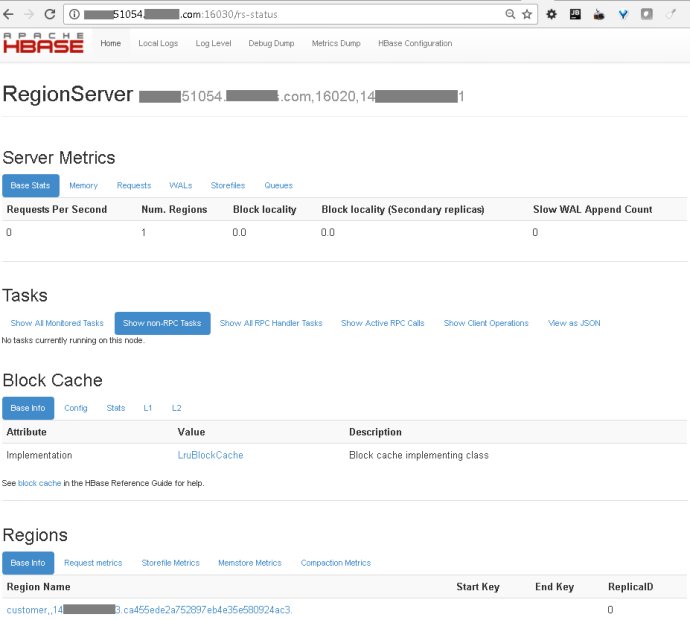 51054. .com:16030/rs-status
APACHE
HBASE
Home Local Logs Log Level Debug Dump Metrics Dump HBase Configuration
RegionServer 51054. .com,16020,14 1
Server Metrics
Base Stats Memory Requests WALs Storefiles Queues
Requests Per Second Num. Regions Block locality Block locality (Secondary replicas) Slow WAL Append Count
0 1 0.0 0.0 0
Tasks
Show All Monitored Tasks Show non-RPC Tasks Show All RPC Handler Tasks Show Active RPC Calls Show Client Operations View as JSON
No tasks currently running on this node.
Block Cache
Base Info Config Stats L1 L2
Attribute Value Description
Implementation LruBlockCache Block cache implementing class
See block cache in the HBase Reference Guide for help.
Regions
Base Info Request metrics Storefile Metrics Memstore Metrics Compaction Metrics
Region Name Start Key End Key ReplicaID
customer,,14 3.ca455ede2a752897eb4e35e580924ac3. 0